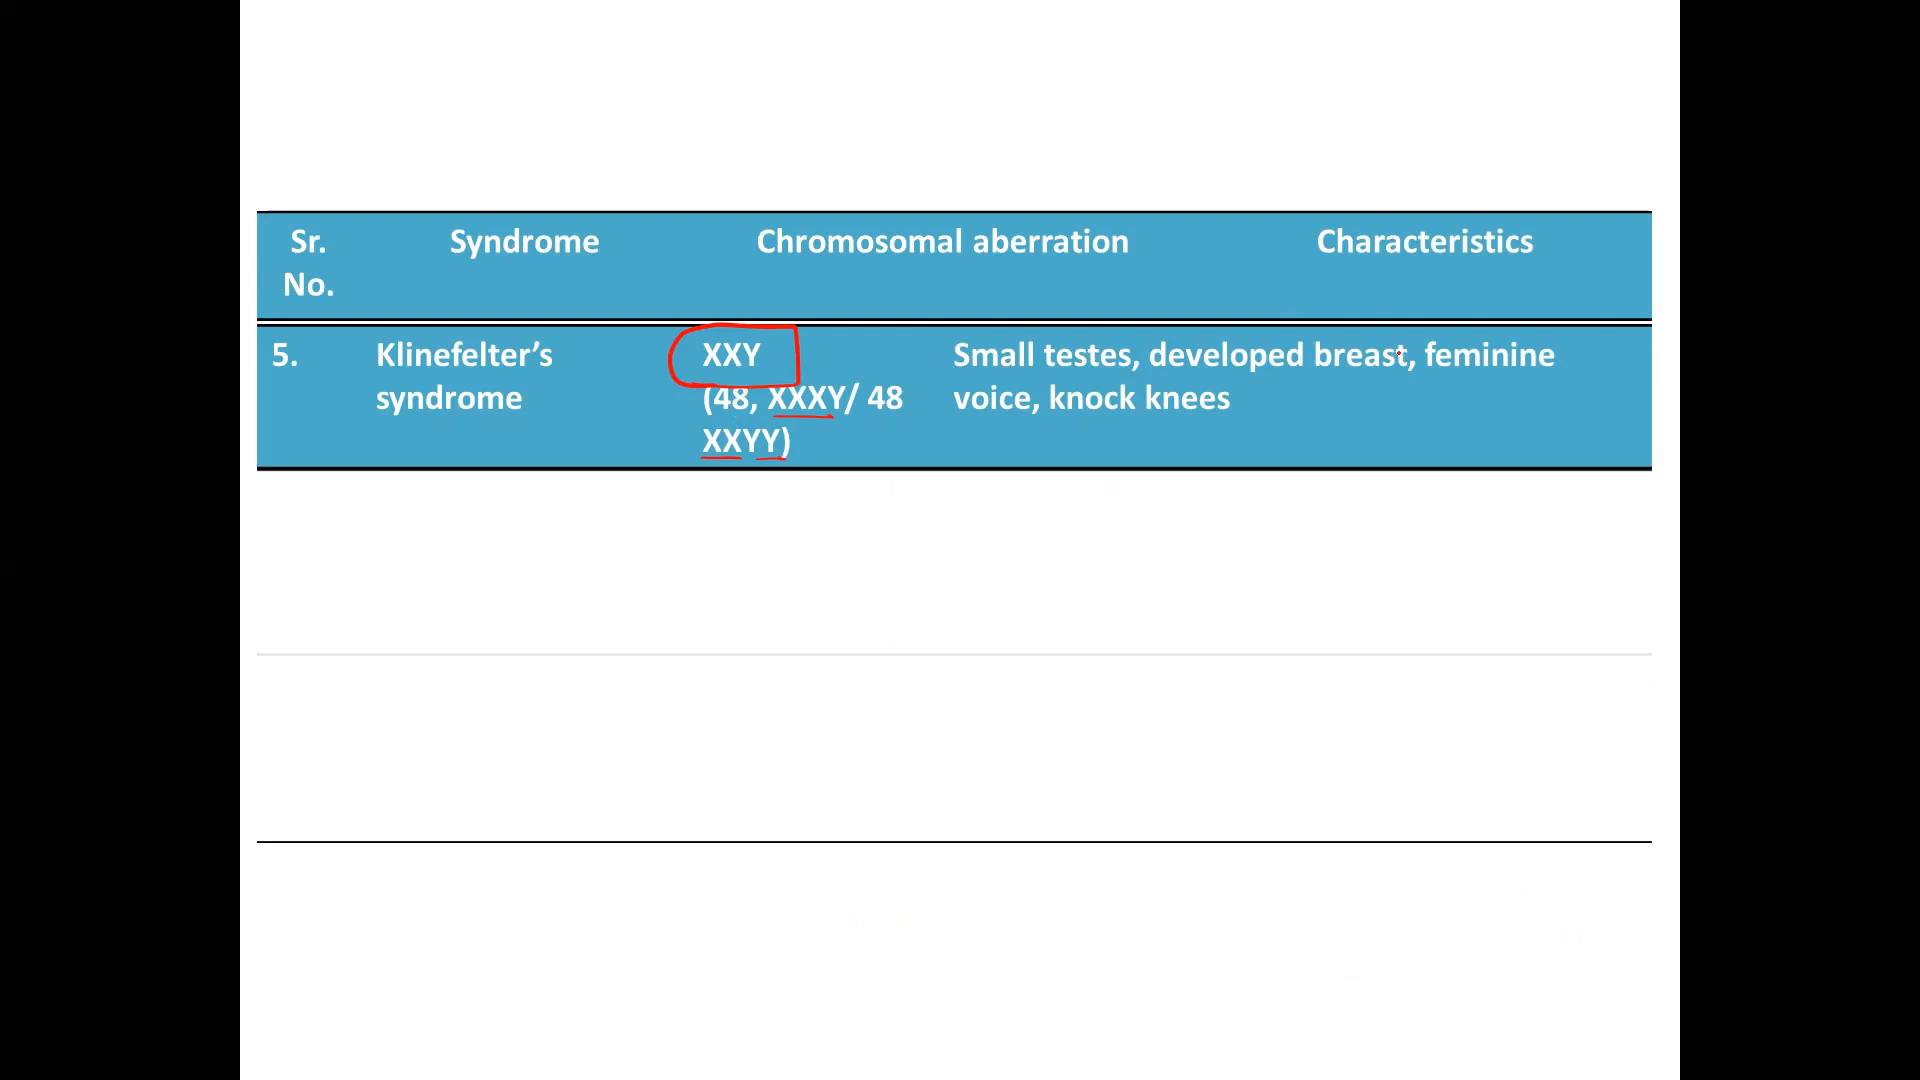 Sr. No. Syndrome Chromosomal aberration Characteristics
5. Klinefelter’s syndrome XXY (48, XXXY/ 48 XXYY) Small testes, developed breast, feminine voice, knock knees